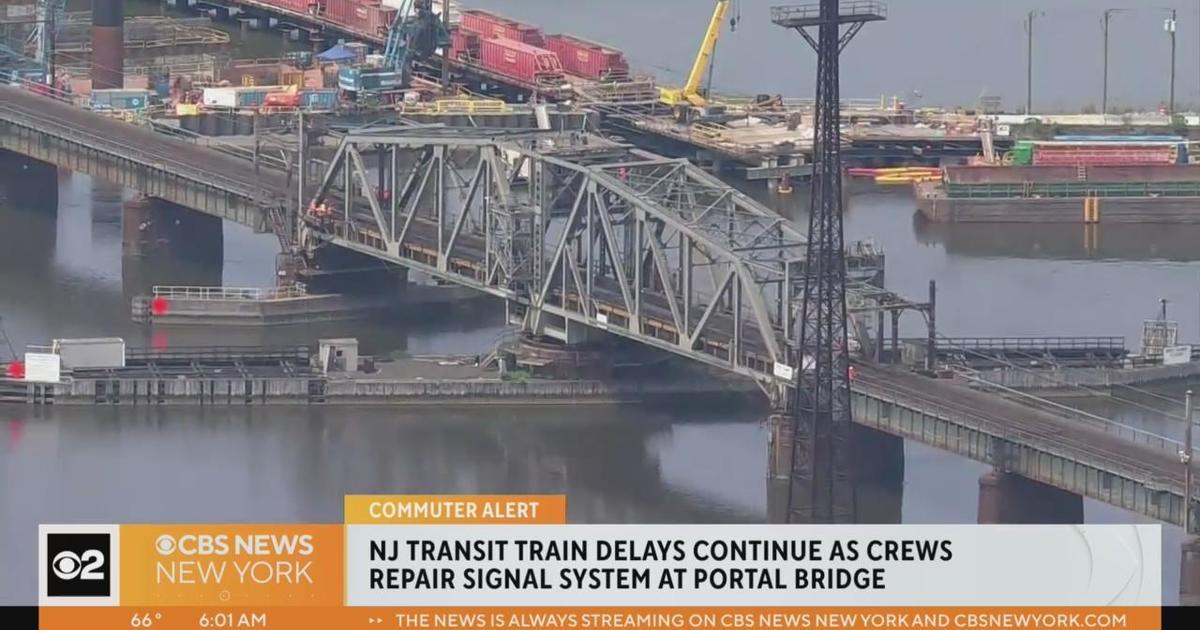 COMMUTER ALERT
2
CBS NEWS
NEW YORK
NJ TRANSIT TRAIN DELAYS CONTINUE AS CREWS
REPAIR SIGNAL SYSTEM AT PORTAL BRIDGE
66° 6:01 AM THE NEWS IS ALWAYS STREAMING ON CBS NEWS NEW YORK AND CBSNEWYORK.COM